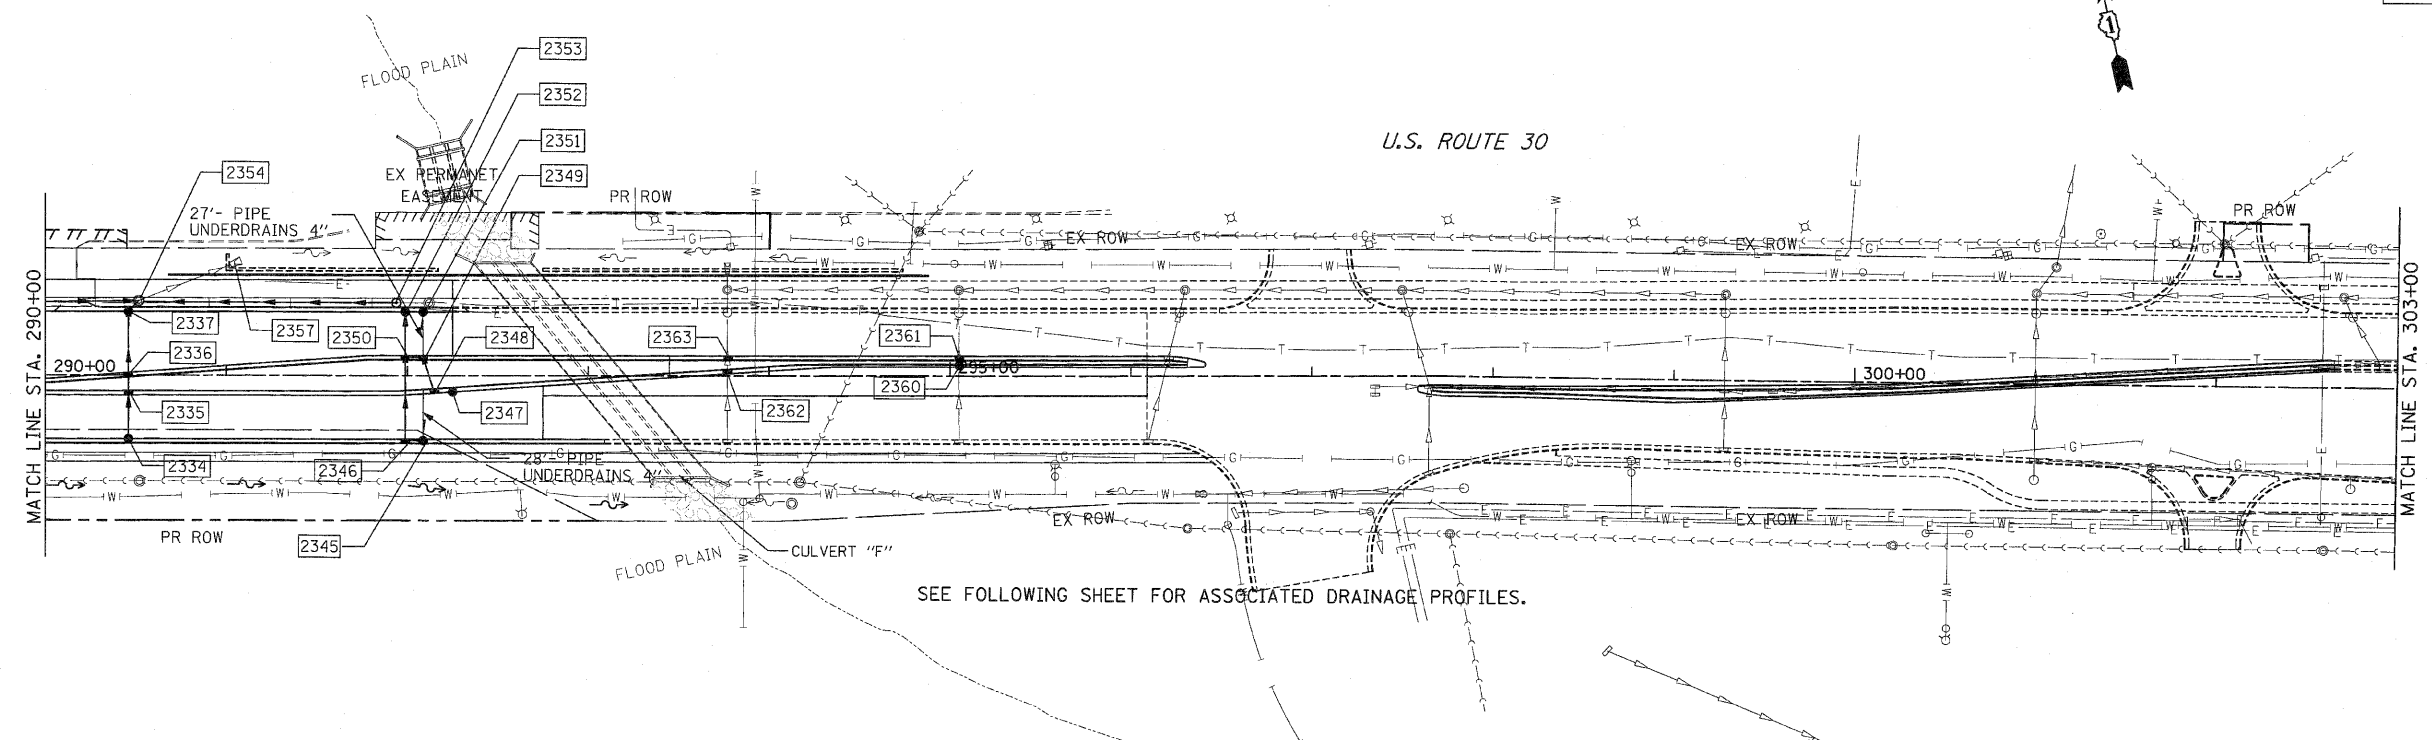 2353
FLOOD PLAIN
2352
2351
U.S. ROUTE 30
2354
EX PERMANET
EASEMENT
2349
27'- PIPE
UNDERDRAINS 4"
PR ROW
PR ROW
EX ROW
EX ROW
MATCH LINE STA. 290+00
MATCH LINE STA. 303+00
2337
2357
2350
2348
2363
2361
2336
290+00
295+00
300+00
2360
2335
2347
2362
2334
2346
28'- PIPE
UNDERDRAINS 4"
EX ROW
EX ROW
PR ROW
2345
FLOOD PLAIN
CULVERT "F"
SEE FOLLOWING SHEET FOR ASSOCIATED DRAINAGE PROFILES.